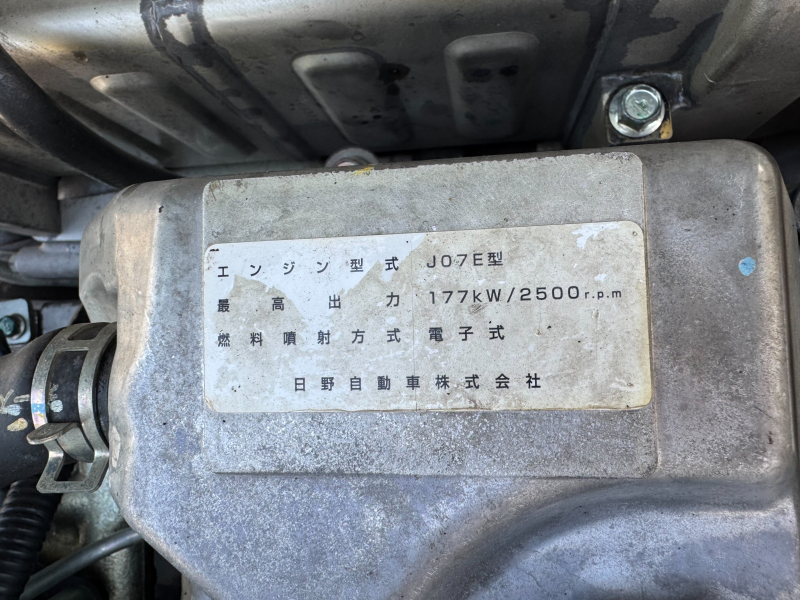 エンジン型式 J07E型
最高出力 177kW/2500r.p.m
燃料噴射方式 電子式
日野自動車株式会社